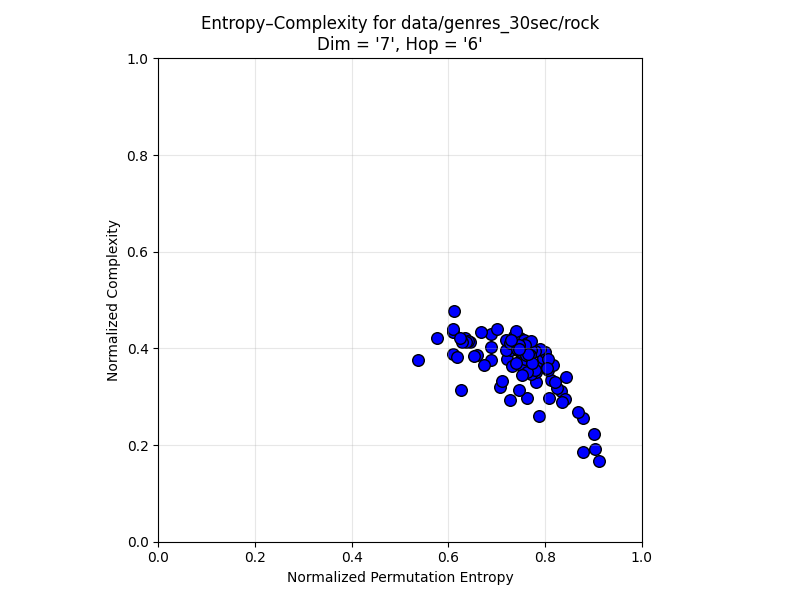 Entropy–Complexity for data/genres_30sec/rock
Dim = '7', Hop = '6'
1.0
0.8
0.6
0.4
0.2
0.0
0.0 0.2 0.4 0.6 0.8 1.0
Normalized Complexity
Normalized Permutation Entropy